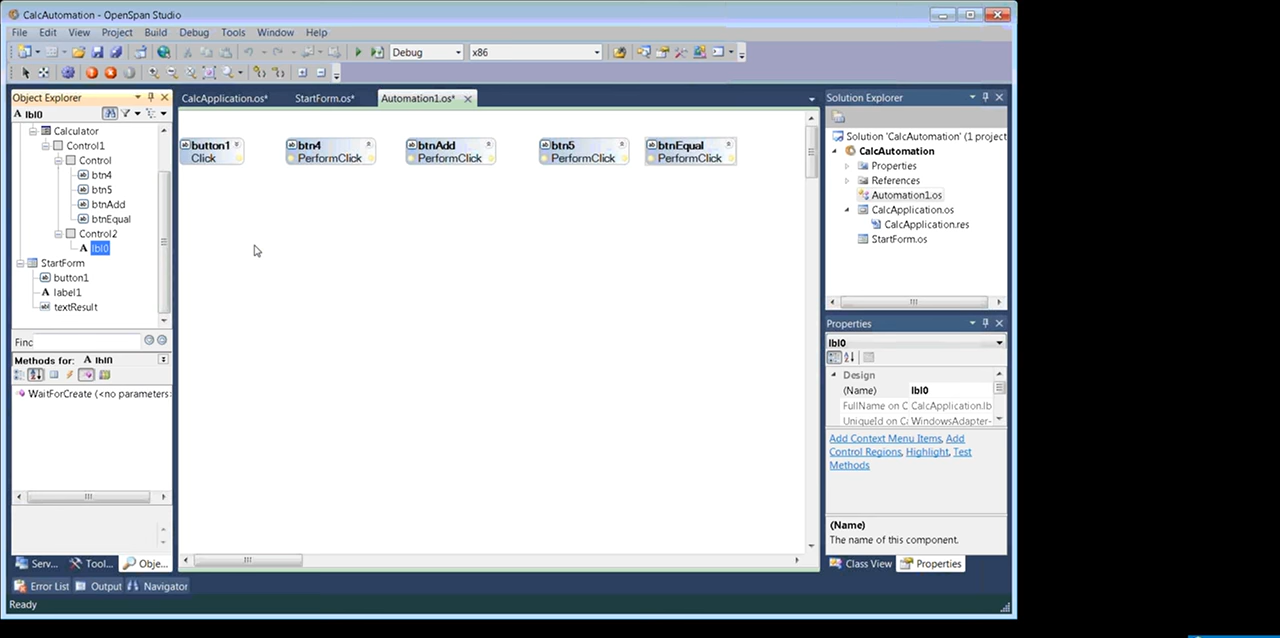 CalcAutomation - OpenSpan Studio
File Edit View Project Build Debug Tools Window Help
Debug x86
Object Explorer
A lbl0
Calculator
Control1
Control
btn4
btn5
btnAdd
btnEqual
Control2
A lbl0
StartForm
button1
A label1
textResult
Finc
Methods for: A lbl0
WaitForCreate (<no parameters:
Serv... Tool... Obje...
Error List Output Navigator
Ready
CalcApplication.os* StartForm.os* Automation1.os*
button1
Click
btn4
PerformClick
btnAdd
PerformClick
btn5
PerformClick
btnEqual
PerformClick
Solution Explorer
Solution 'CalcAutomation' (1 project
CalcAutomation
Properties
References
Automation1.os
CalcApplication.os
CalcApplication.res
StartForm.os
Properties
lbl0
Design
(Name) lbl0
FullName on C CalcApplication.lb
UniqueId on C WindowsAdapter-
Add Context Menu Items, Add
Control Regions, Highlight, Test
Methods
(Name)
The name of this component.
Class View Properties